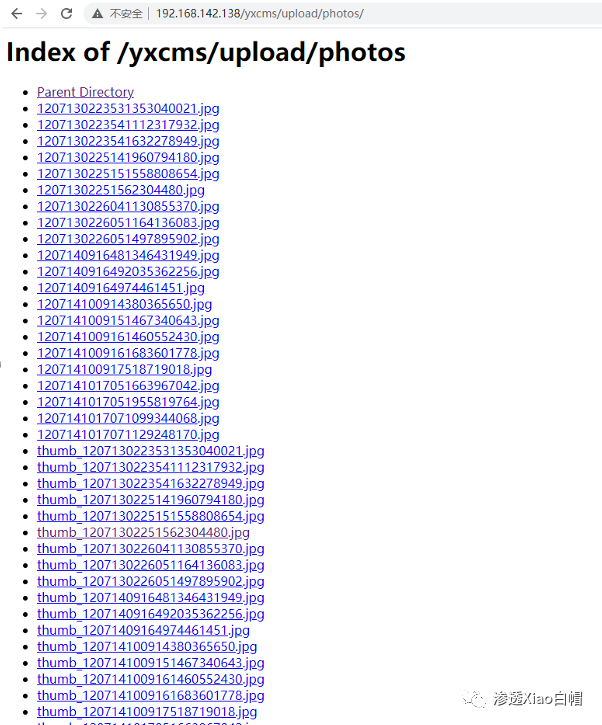 不安全 | 192.168.142.138/yxcms/upload/photos/
Index of /yxcms/upload/photos
Parent Directory
1207130223531353040021.jpg
1207130223541112317932.jpg
1207130223541632278949.jpg
1207130225141960794180.jpg
1207130225151558808654.jpg
12071302251562304480.jpg
1207130226041130855370.jpg
1207130226051164136083.jpg
1207130226051497895902.jpg
1207140916481346431949.jpg
1207140916492035362256.jpg
12071409164974461451.jpg
120714100914380365650.jpg
1207141009151467340643.jpg
1207141009161460552430.jpg
1207141009161683601778.jpg
120714100917518719018.jpg
1207141017051663967042.jpg
1207141017051955819764.jpg
1207141017071099344068.jpg
1207141017071129248170.jpg
thumb_1207130223531353040021.jpg
thumb_1207130223541112317932.jpg
thumb_1207130223541632278949.jpg
thumb_1207130225141960794180.jpg
thumb_1207130225151558808654.jpg
thumb_12071302251562304480.jpg
thumb_1207130226041130855370.jpg
thumb_1207130226051164136083.jpg
thumb_1207130226051497895902.jpg
thumb_1207140916481346431949.jpg
thumb_1207140916492035362256.jpg
thumb_12071409164974461451.jpg
thumb_120714100914380365650.jpg
thumb_1207141009151467340643.jpg
thumb_1207141009161460552430.jpg
thumb_1207141009161683601778.jpg
thumb_120714100917518719018.jpg
渗透Xiao白帽